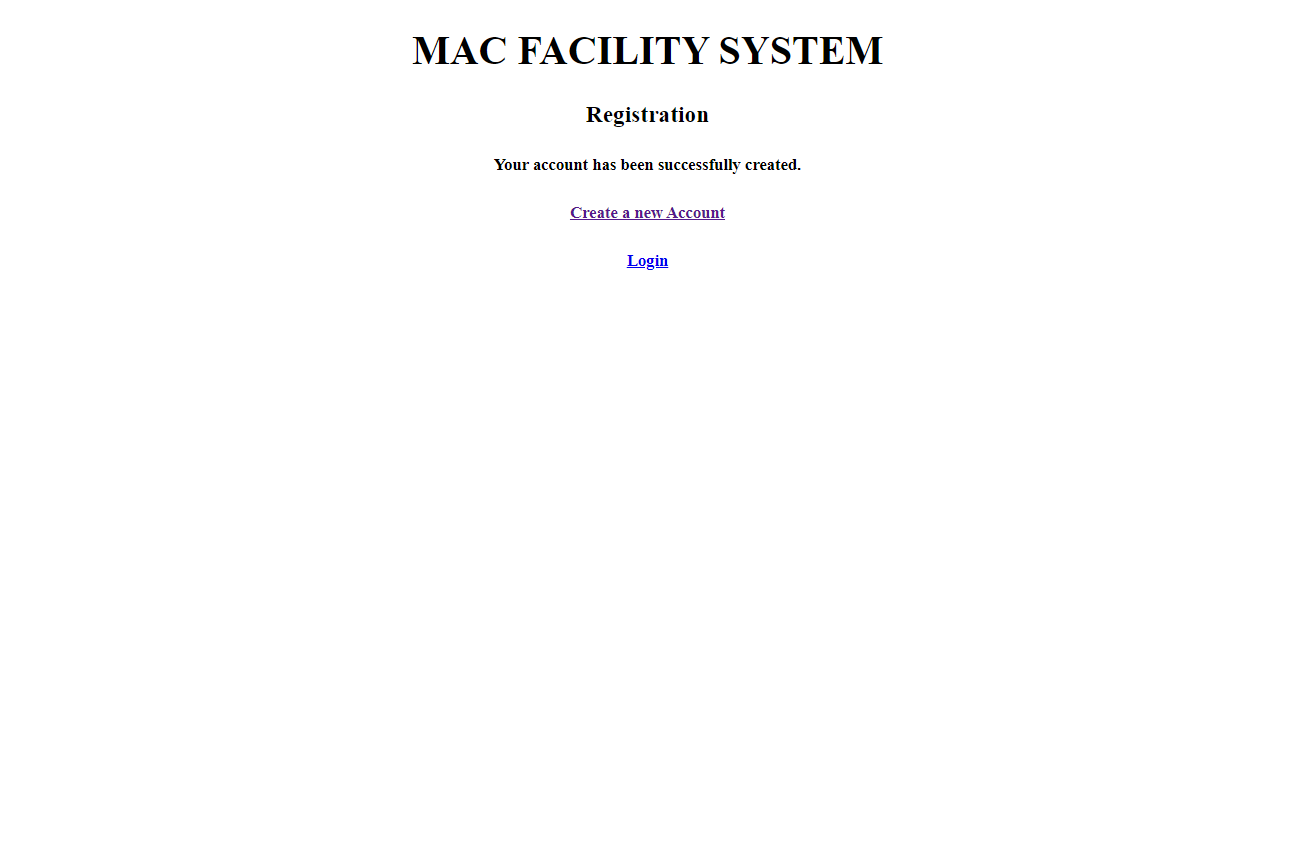 MAC FACILITY SYSTEM
Registration
Your account has been successfully created.
Create a new Account
Login